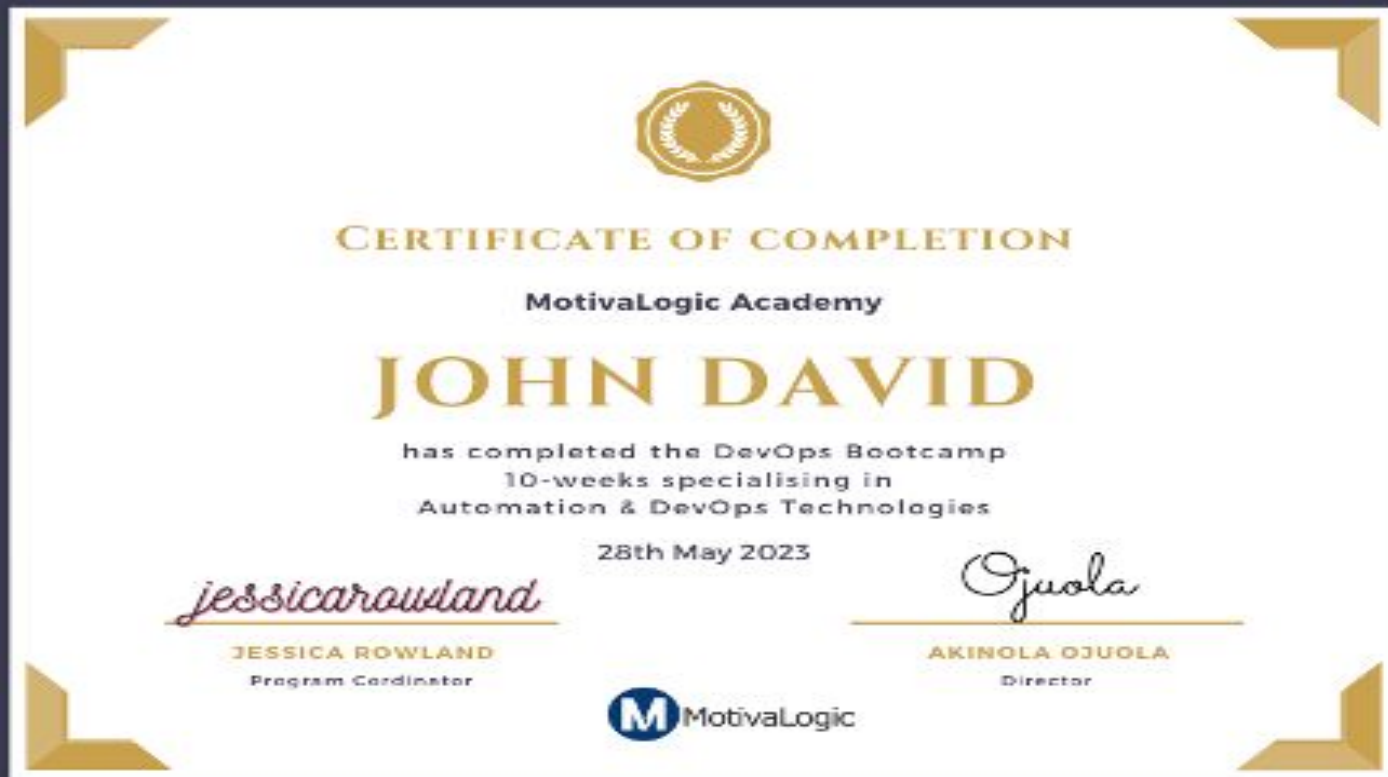 CERTIFICATE OF COMPLETION
MotivaLogic Academy
JOHN DAVID
has completed the DevOps Bootcamp
10-weeks specialising in
Automation & DevOps Technologies
28th May 2023
jessicarowland
Ojuola
JESSICA ROWLAND
AKINOLA OJUOLA
Program Cordinator
Director
M MotivaLogic